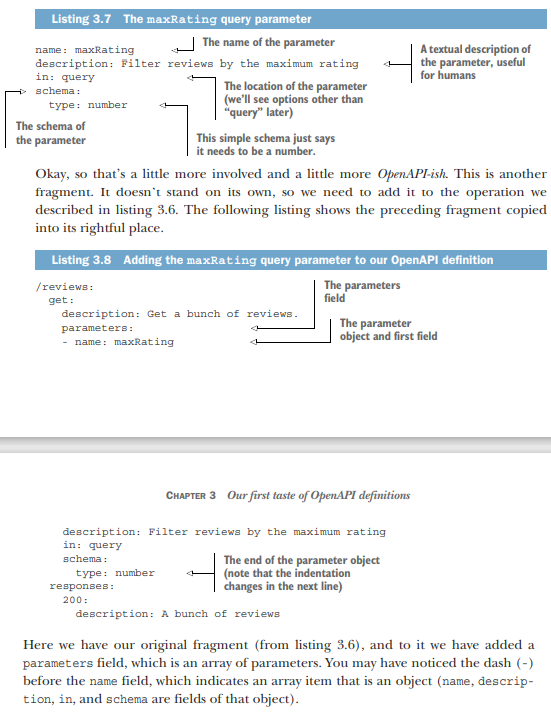 Listing 3.7 The maxRating query parameter
name: maxRating
The name of the parameter
description: Filter reviews by the maximum rating
A textual description of
the parameter, useful
for humans
in: query
The location of the parameter
(we'll see options other than
"query" later)
schema:
The schema of
the parameter
type: number
This simple schema just says
it needs to be a number.
Okay, so that's a little more involved and a little more OpenAPI-ish. This is another
fragment. It doesn't stand on its own, so we need to add it to the operation we
described in listing 3.6. The following listing shows the preceding fragment copied
into its rightful place.
Listing 3.8 Adding the maxRating query parameter to our OpenAPI definition
/reviews:
get:
description: Get a bunch of reviews.
parameters:
The parameters
field
- name: maxRating
The parameter
object and first field
CHAPTER 3 Our first taste of OpenAPI definitions
description: Filter reviews by the maximum rating
in: query
schema:
type: number
The end of the parameter object
(note that the indentation
changes in the next line)
responses:
200:
description: A bunch of reviews
Here we have our original fragment (from listing 3.6), and to it we have added a
parameters field, which is an array of parameters. You may have noticed the dash (-)
before the name field, which indicates an array item that is an object (name, descrip-
tion, in, and schema are fields of that object).